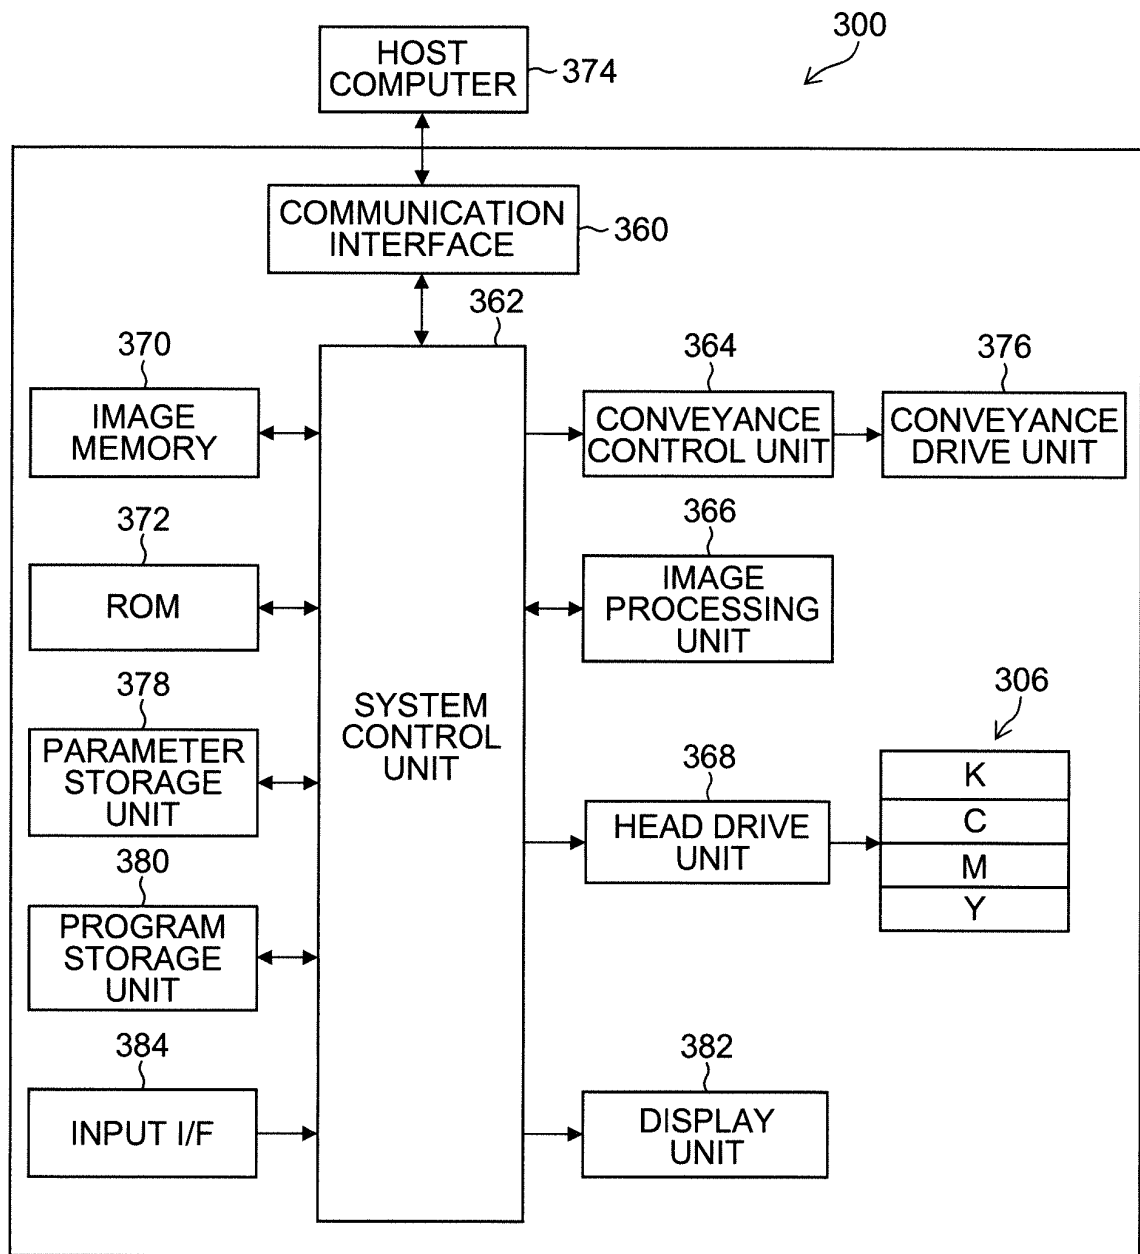 300
HOST
COMPUTER
374
COMMUNICATION
INTERFACE
360
362
370
IMAGE
MEMORY
364
CONVEYANCE
CONTROL UNIT
376
CONVEYANCE
DRIVE UNIT
372
ROM
366
IMAGE
PROCESSING
UNIT
378
PARAMETER
STORAGE
UNIT
SYSTEM
CONTROL
UNIT
368
HEAD DRIVE
UNIT
306
K
C
M
Y
380
PROGRAM
STORAGE
UNIT
384
INPUT I/F
382
DISPLAY
UNIT